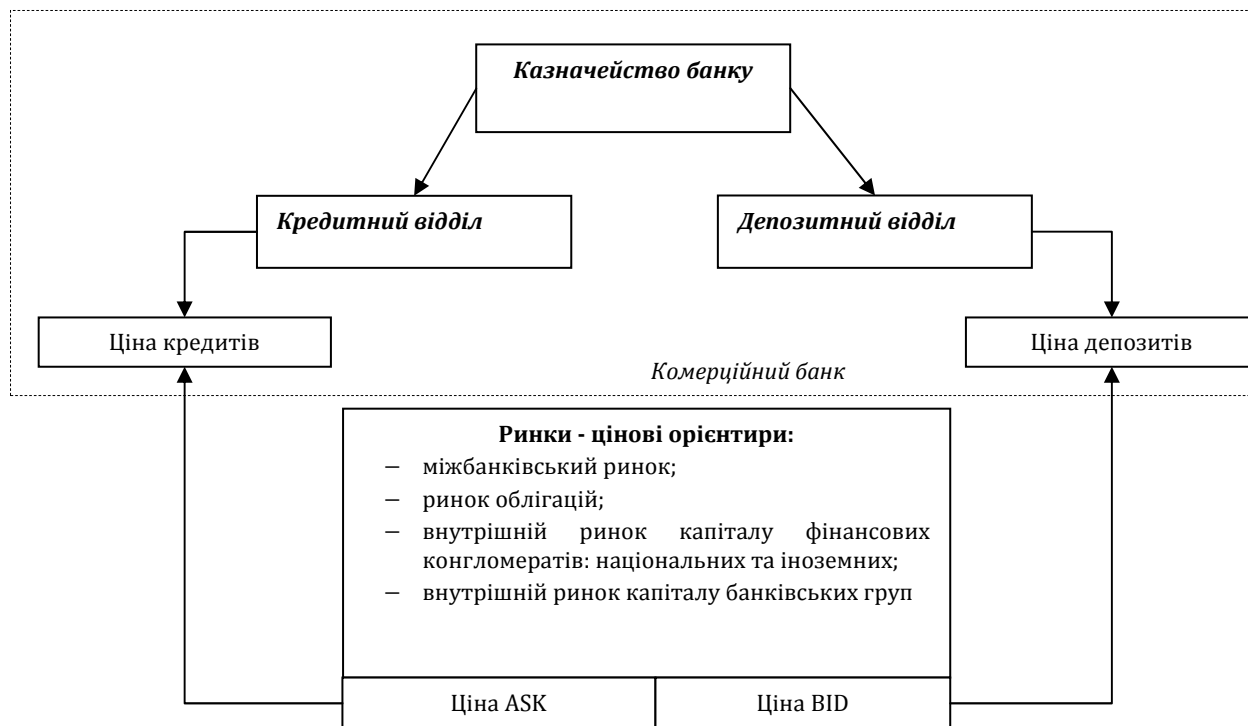 Казначейство банку
Кредитний відділ
Депозитний відділ
Ціна кредитів
Ціна депозитів
Комерційний банк
Ринки - цінові орієнтири:
− міжбанківський ринок;
− ринок облігацій;
− внутрішній ринок капіталу фінансових
конгломератів: національних та іноземних;
− внутрішній ринок капіталу банківських груп
Ціна ASK
Ціна BID